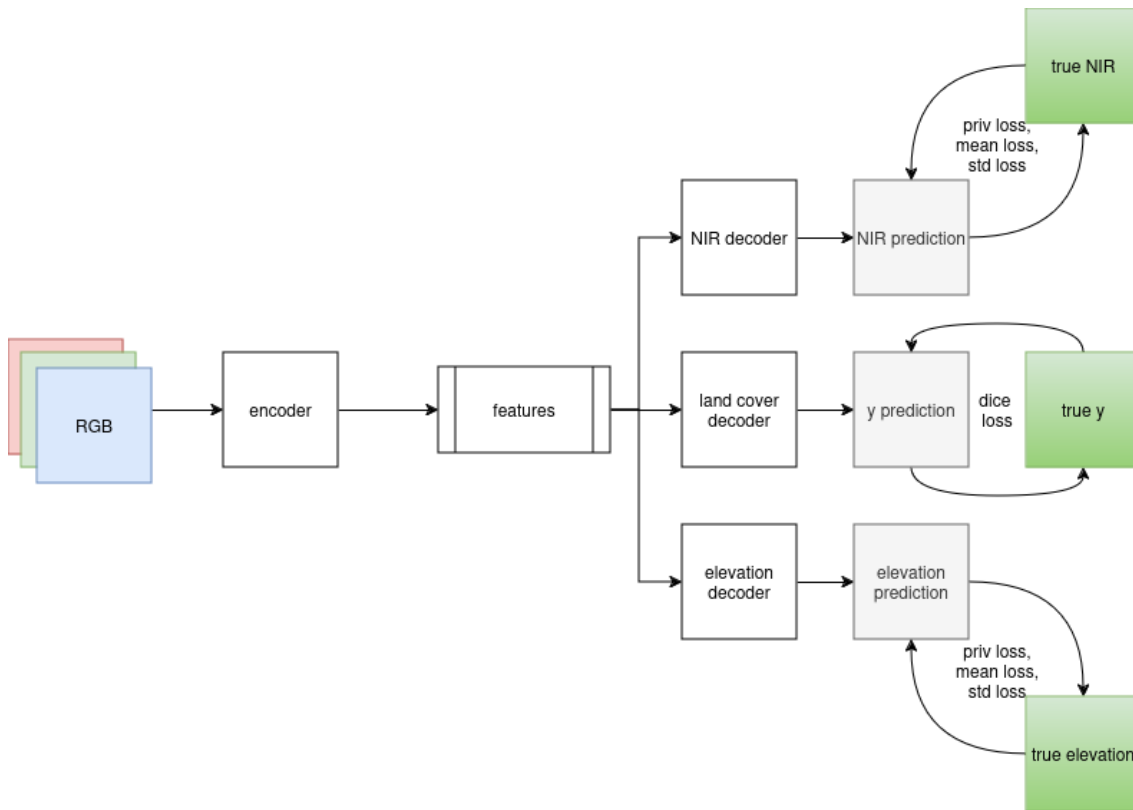 true NIR
priv loss,
mean loss,
std loss
NIR decoder
NIR prediction
RGB
encoder
features
land cover
decoder
y prediction
dice
loss
true y
elevation
decoder
elevation
prediction
priv loss,
mean loss,
std loss
true elevation